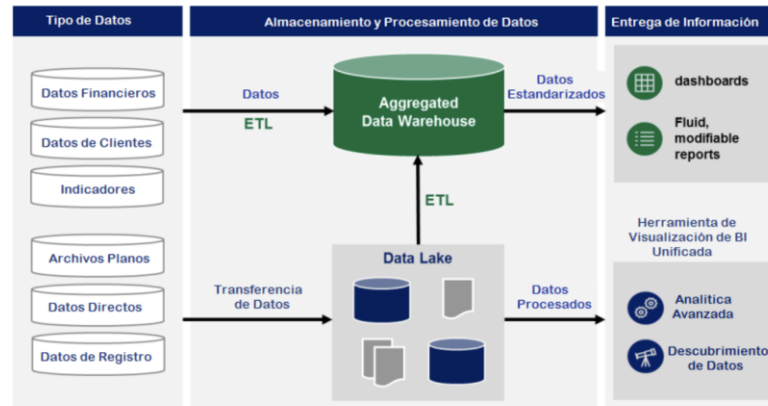 Tipo de Datos
Almacenamiento y Procesamiento de Datos
Entrega de Información
Datos Financieros
Datos de Clientes
Indicadores
Archivos Planos
Datos Directos
Datos de Registro
Datos
ETL
Aggregated
Data Warehouse
Datos
Estandarizados
ETL
Transferencia
de Datos
Data Lake
Datos
Procesados
dashboards
Fluid,
modifiable
reports
Herramienta de
Visualización de BI
Unificada
Analítica
Avanzada
Descubrimiento
de Datos